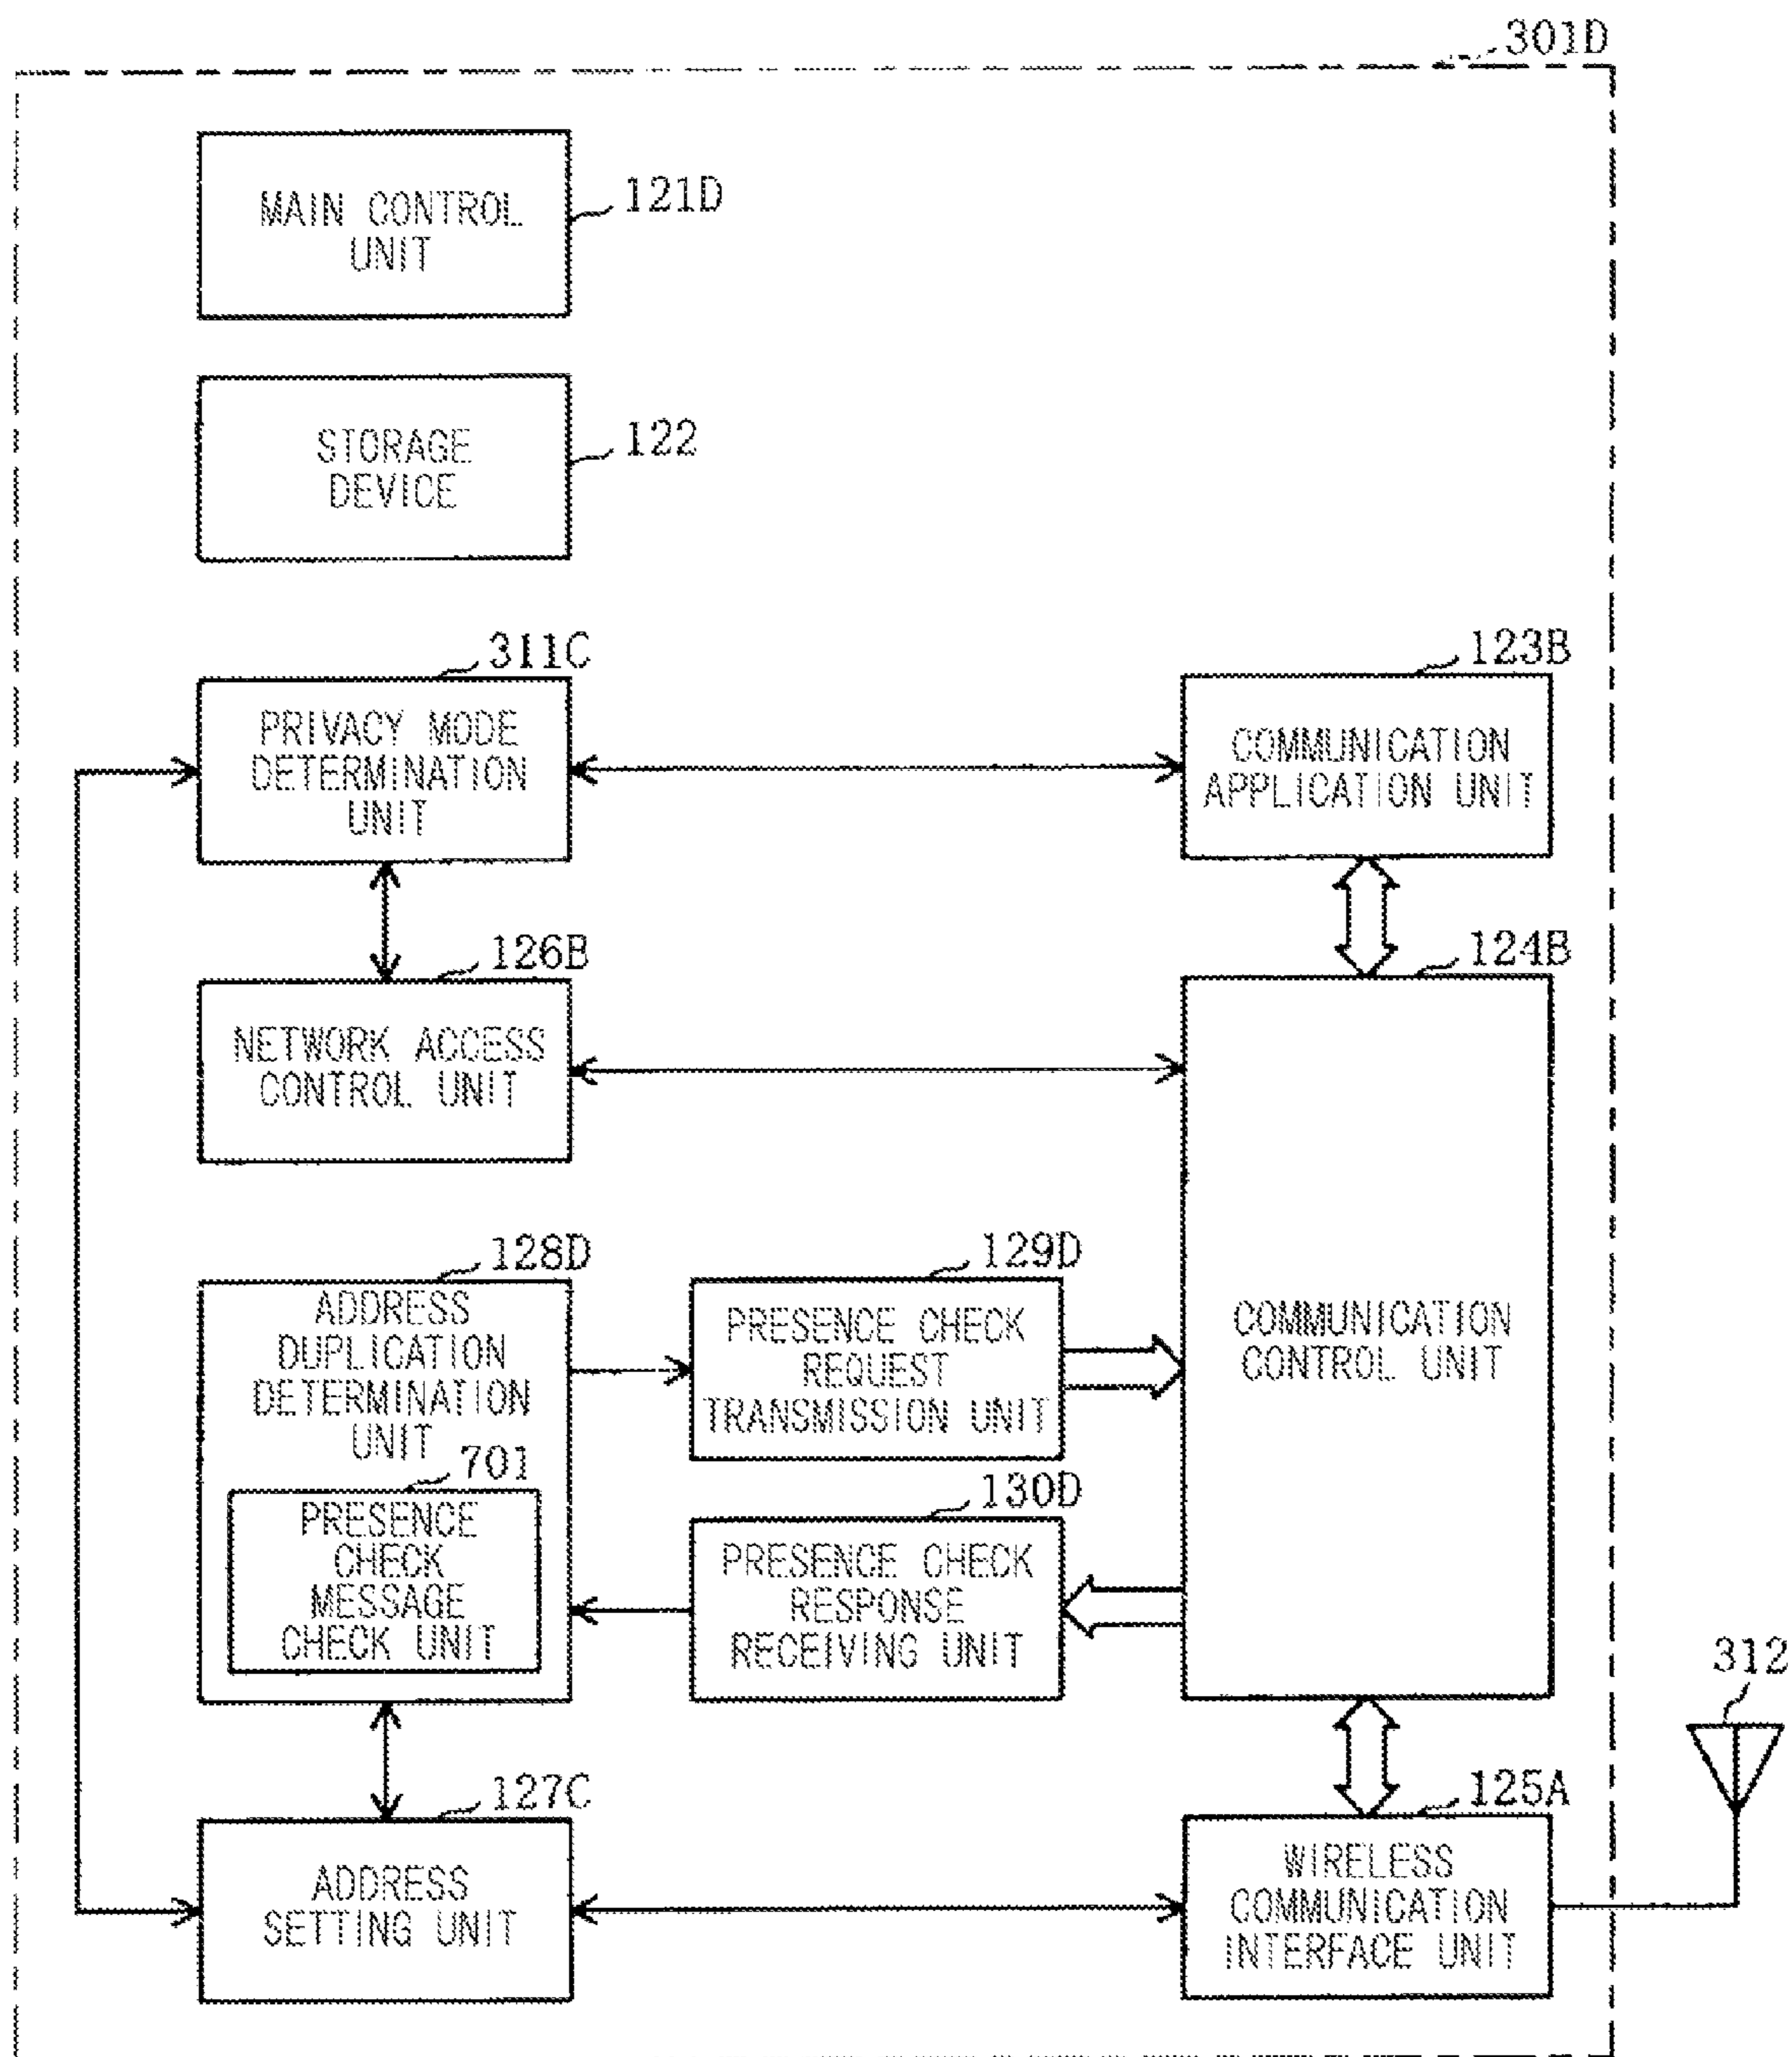 301D
MAIN CONTROL
UNIT
121D
STORAGE
DEVICE
122
311C
PRIVACY MODE
DETERMINATION
UNIT
123B
COMMUNICATION
APPLICATION UNIT
126B
NETWORK ACCESS
CONTROL UNIT
124B
COMMUNICATION
CONTROL UNIT
128D
ADDRESS
DUPLICATION
DETERMINATION
UNIT
701
PRESENCE
CHECK
MESSAGE
CHECK UNIT
129D
PRESENCE CHECK
REQUEST
TRANSMISSION UNIT
130D
PRESENCE CHECK
RESPONSE
RECEIVING UNIT
312
127C
ADDRESS
SETTING UNIT
125A
WIRELESS
COMMUNICATION
INTERFACE UNIT